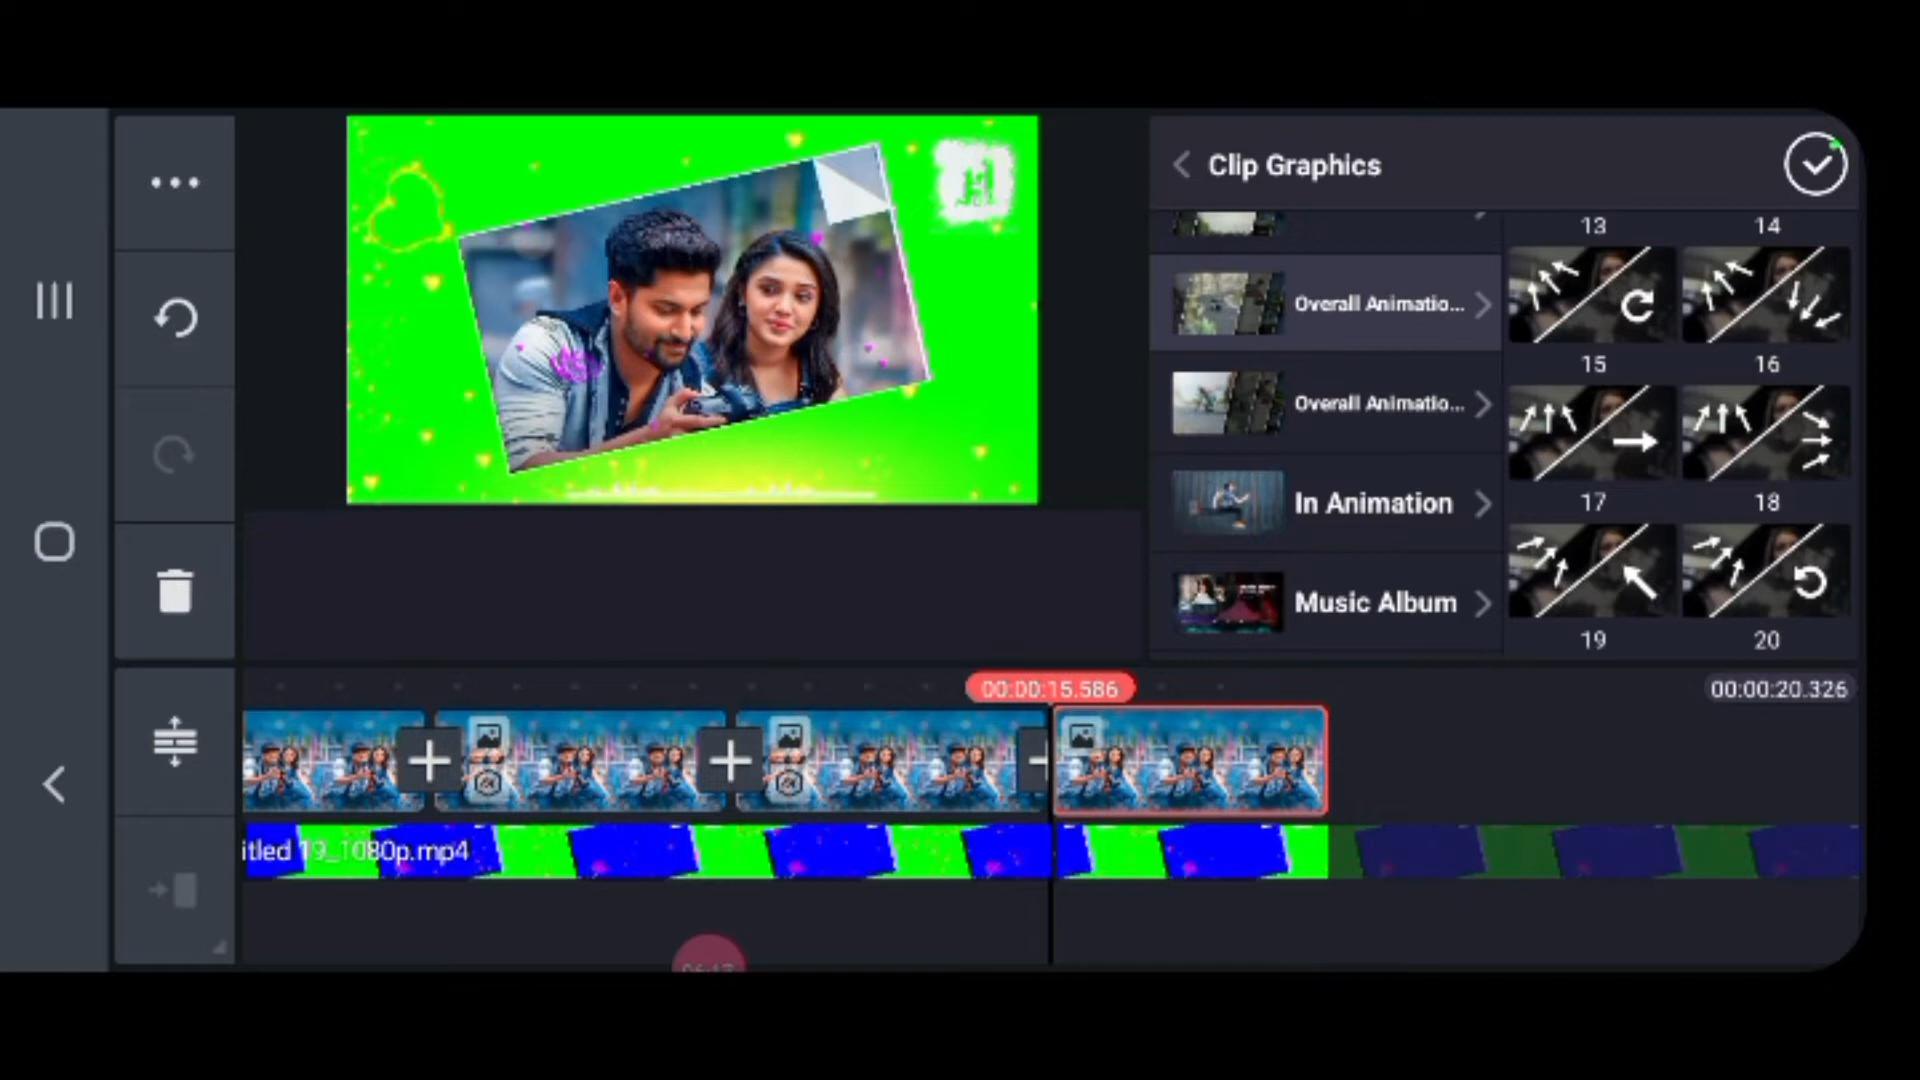 Clip Graphics
13
14
Overall Animatio...
15
16
Overall Animatio...
17
18
In Animation
Music Album
19
20
00:00:15.586
00:00:20.326
itled 19_1080p.mp4